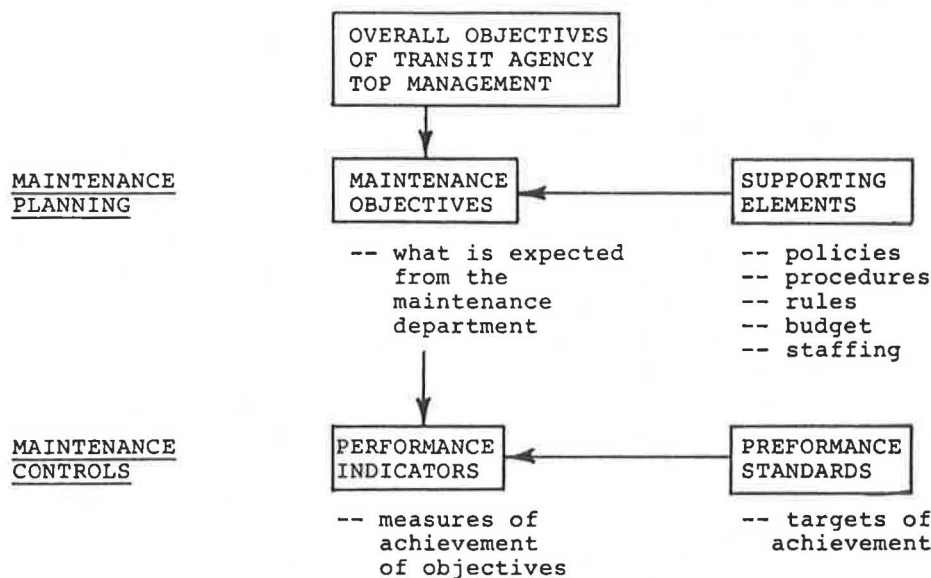 OVERALL OBJECTIVES
OF TRANSIT AGENCY
TOP MANAGEMENT
MAINTENANCE
PLANNING
MAINTENANCE
OBJECTIVES
SUPPORTING
ELEMENTS
-- what is expected
from the
maintenance
department
-- policies
-- procedures
-- rules
-- budget
-- staffing
MAINTENANCE
CONTROLS
PERFORMANCE
INDICATORS
PREFORMANCE
STANDARDS
-- measures of
achievement
of objectives
-- targets of
achievement